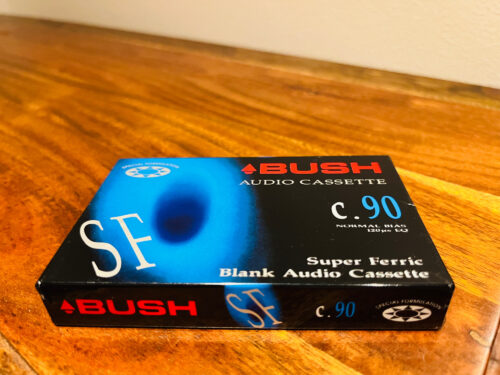 SPECIAL FORMULATION
BUSH
AUDIO CASSETTE
C.90
NORMAL BIAS
120µs EQ
SF
Super Ferric
Blank Audio Cassette
BUSH
SF
C.90
SPECIAL FORMULATION